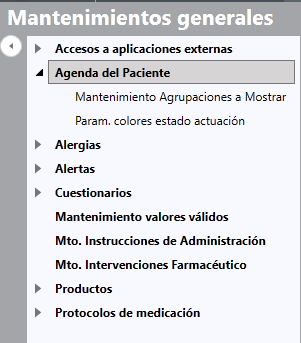 Mantenimientos generales
Accesos a aplicaciones externas
Agenda del Paciente
Mantenimiento Agrupaciones a Mostrar
Param. colores estado actuación
Alergias
Alertas
Cuestionarios
Mantenimiento valores válidos
Mto. Instrucciones de Administración
Mto. Intervenciones Farmacéutico
Productos
Protocolos de medicación